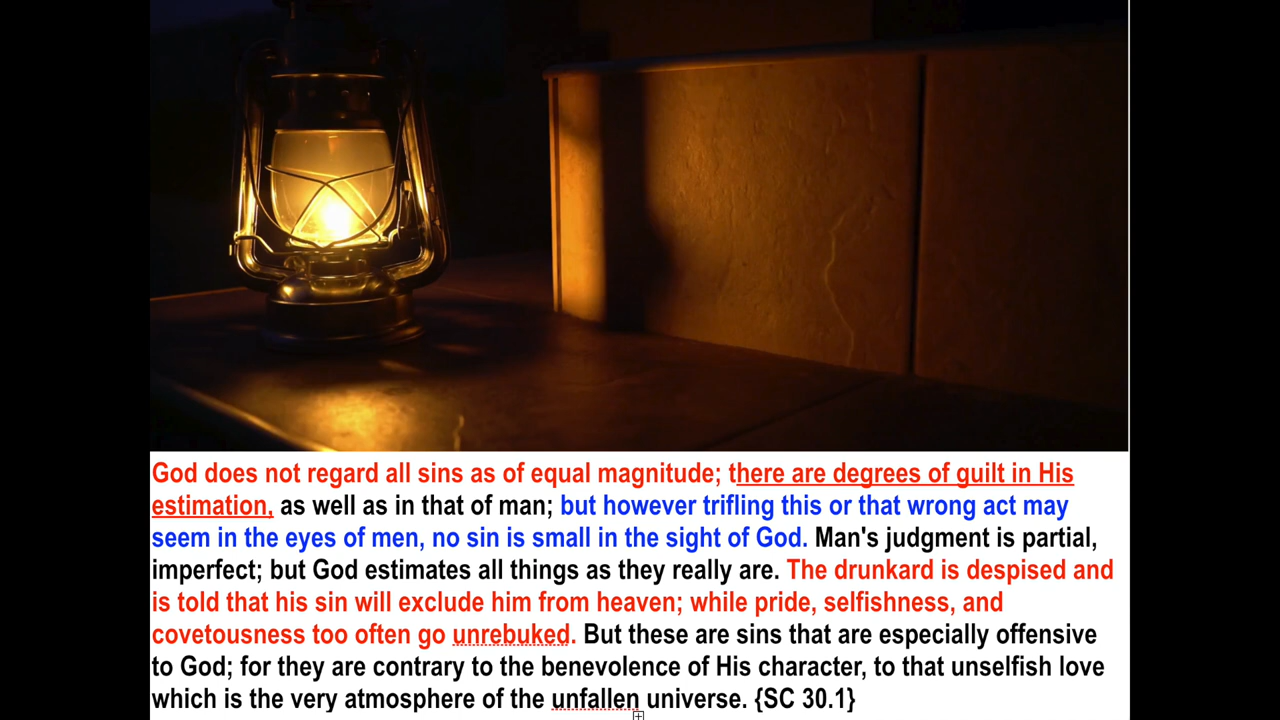 God does not regard all sins as of equal magnitude; there are degrees of guilt in His
estimation, as well as in that of man; but however trifling this or that wrong act may
seem in the eyes of men, no sin is small in the sight of God. Man's judgment is partial,
imperfect; but God estimates all things as they really are. The drunkard is despised and
is told that his sin will exclude him from heaven; while pride, selfishness, and
covetousness too often go unrebuked. But these are sins that are especially offensive
to God; for they are contrary to the benevolence of His character, to that unselfish love
which is the very atmosphere of the unfallen universe. {SC 30.1}